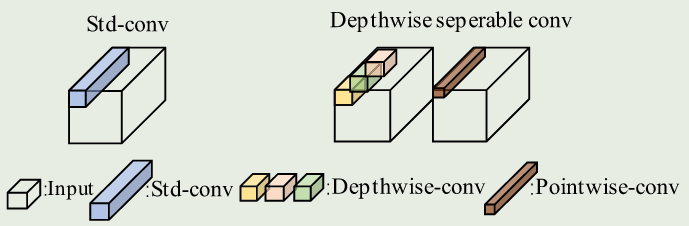 Std-conv
Depthwise seperable conv
:Input :Std-conv :Depthwise-conv :Pointwise-conv